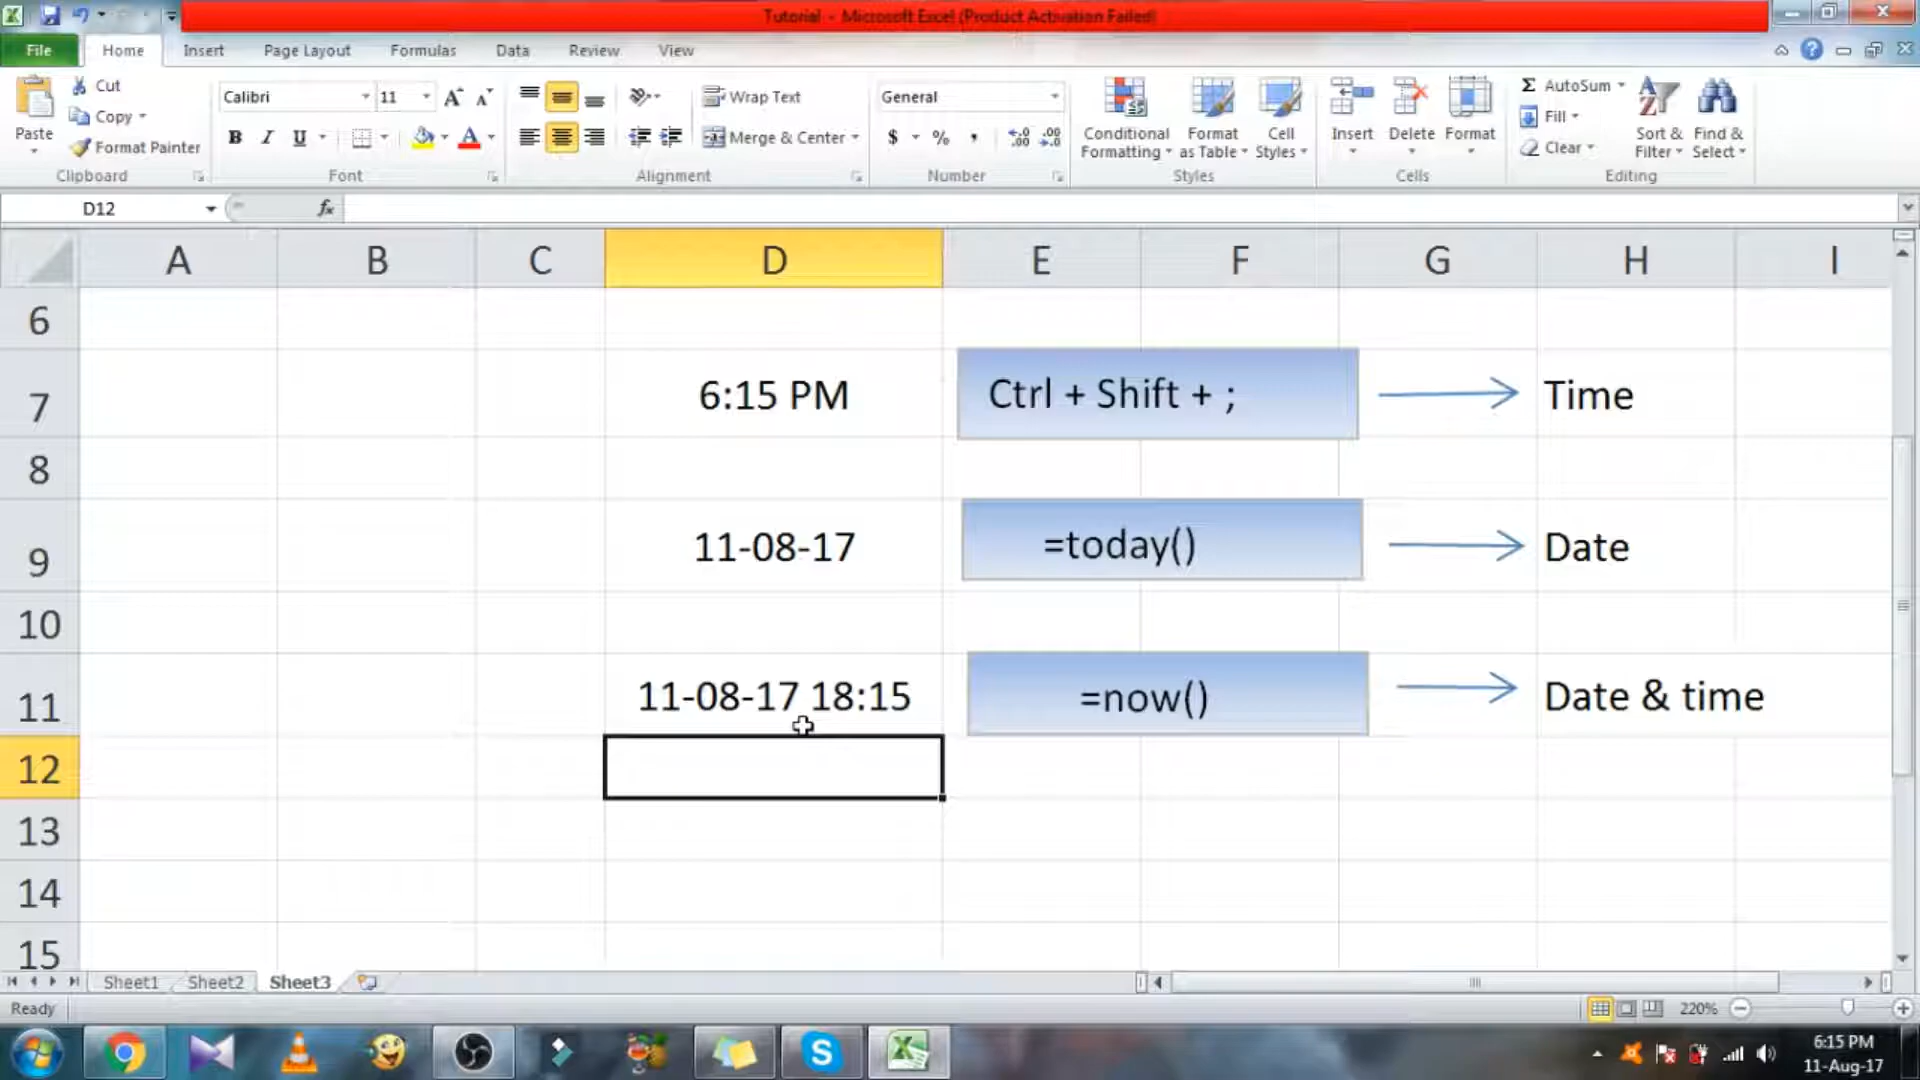 Tutorial - Microsoft Excel (Product Activation Failed)
File Home Insert Page Layout Formulas Data Review View
Paste
Cut
Copy
Format Painter
Clipboard
Calibri 11
B I U
Font
Wrap Text
Merge & Center
Alignment
General
$ % ,
Number
Conditional Formatting
Format as Table
Cell Styles
Styles
Insert Delete Format
Cells
Σ AutoSum
Fill
Clear
Sort & Filter
Find & Select
Editing
D12 fx
A B C D E F G H I
6
7 6:15 PM Ctrl + Shift + ; Time
8
9 11-08-17 =today() Date
10
11 11-08-17 18:15 =now() Date & time
12
13
14
15
Sheet1 Sheet2 Sheet3
Ready 220%
6:15 PM
11-Aug-17